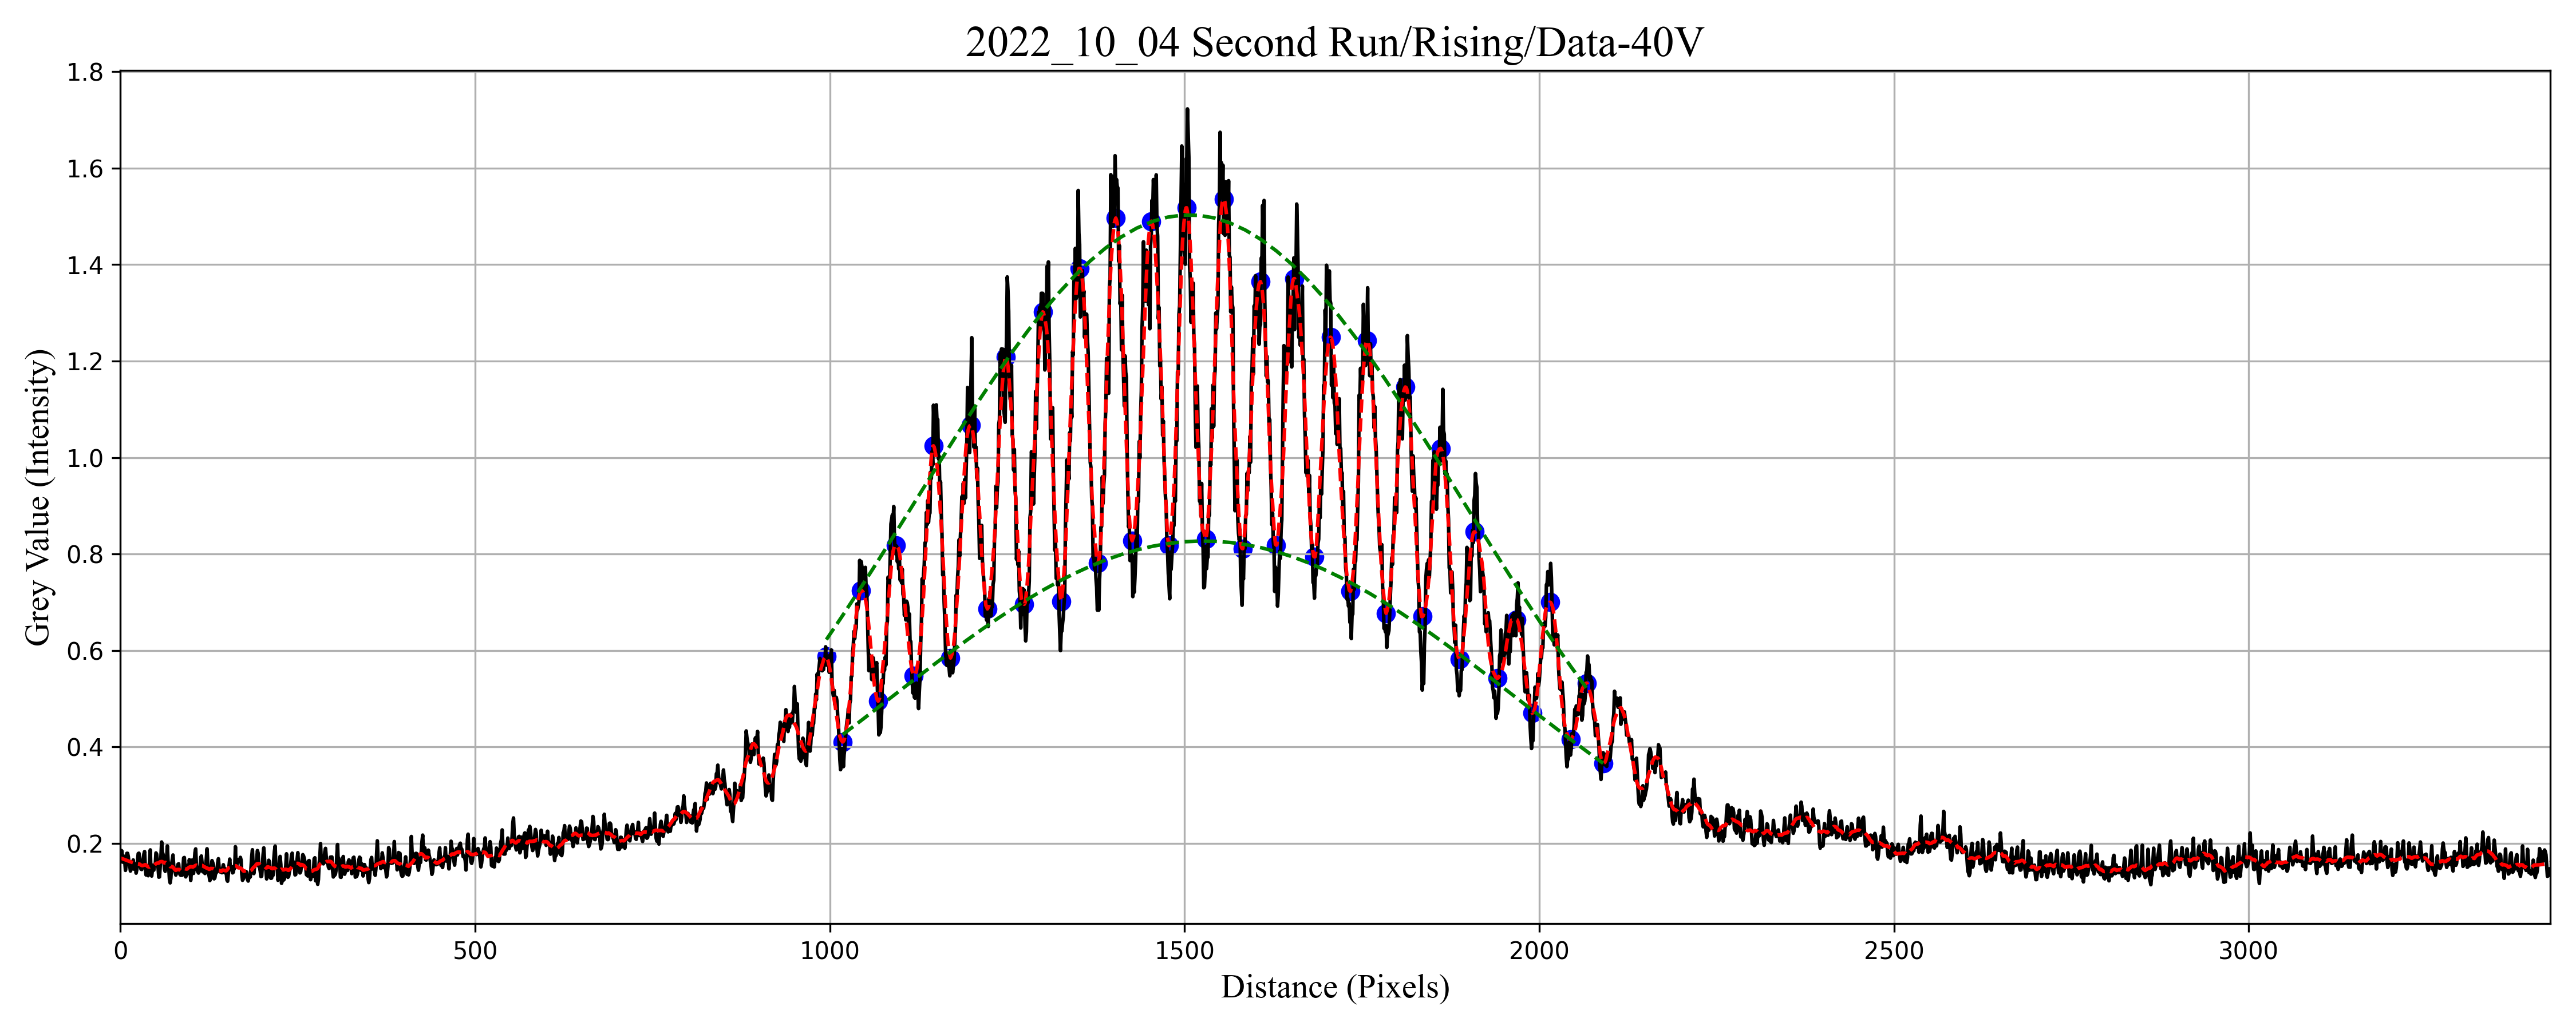 2022_10_04 Second Run/Rising/Data-40V
Grey Value (Intensity)
1.8
1.6
1.4
1.2
1.0
0.8
0.6
0.4
0.2
0 500 1000 1500 2000 2500 3000
Distance (Pixels)